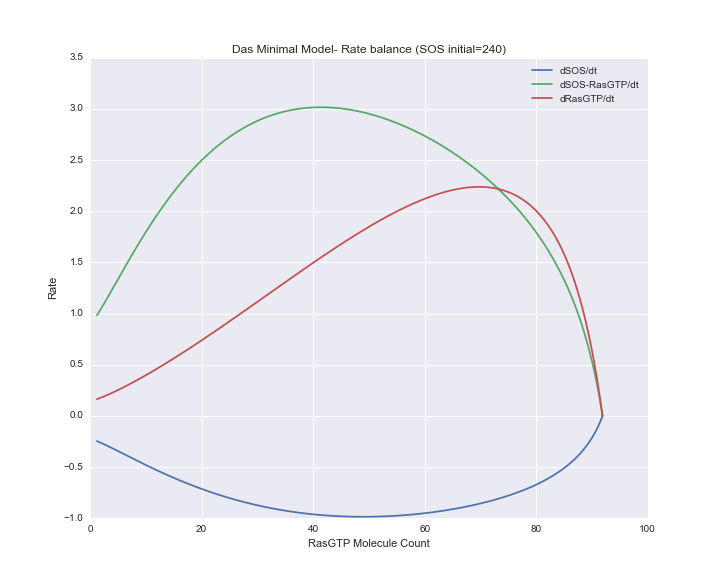 Das Minimal Model- Rate balance (SOS initial=240)
3.5
3.0
2.5
2.0
1.5
1.0
0.5
0.0
−0.5
−1.0
Rate
dSOS/dt
dSOS-RasGTP/dt
dRasGTP/dt
0 20 40 60 80 100
RasGTP Molecule Count